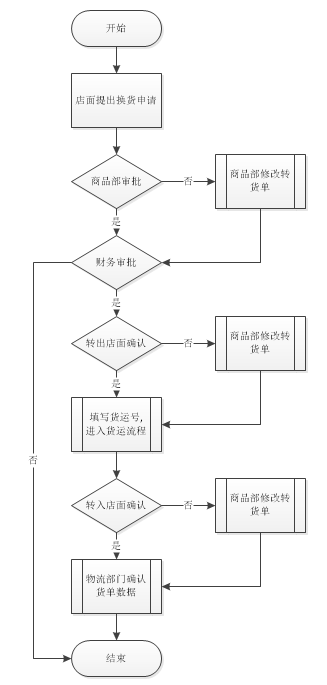 开始
店面提出换货申请
商品部审批
否
商品部修改转
货单
是
财务审批
是
转出店面确认
否
商品部修改转
货单
是
填写货运号,
进入货运流程
否
转入店面确认
否
商品部修改转
货单
是
物流部门确认
货单数据
结束